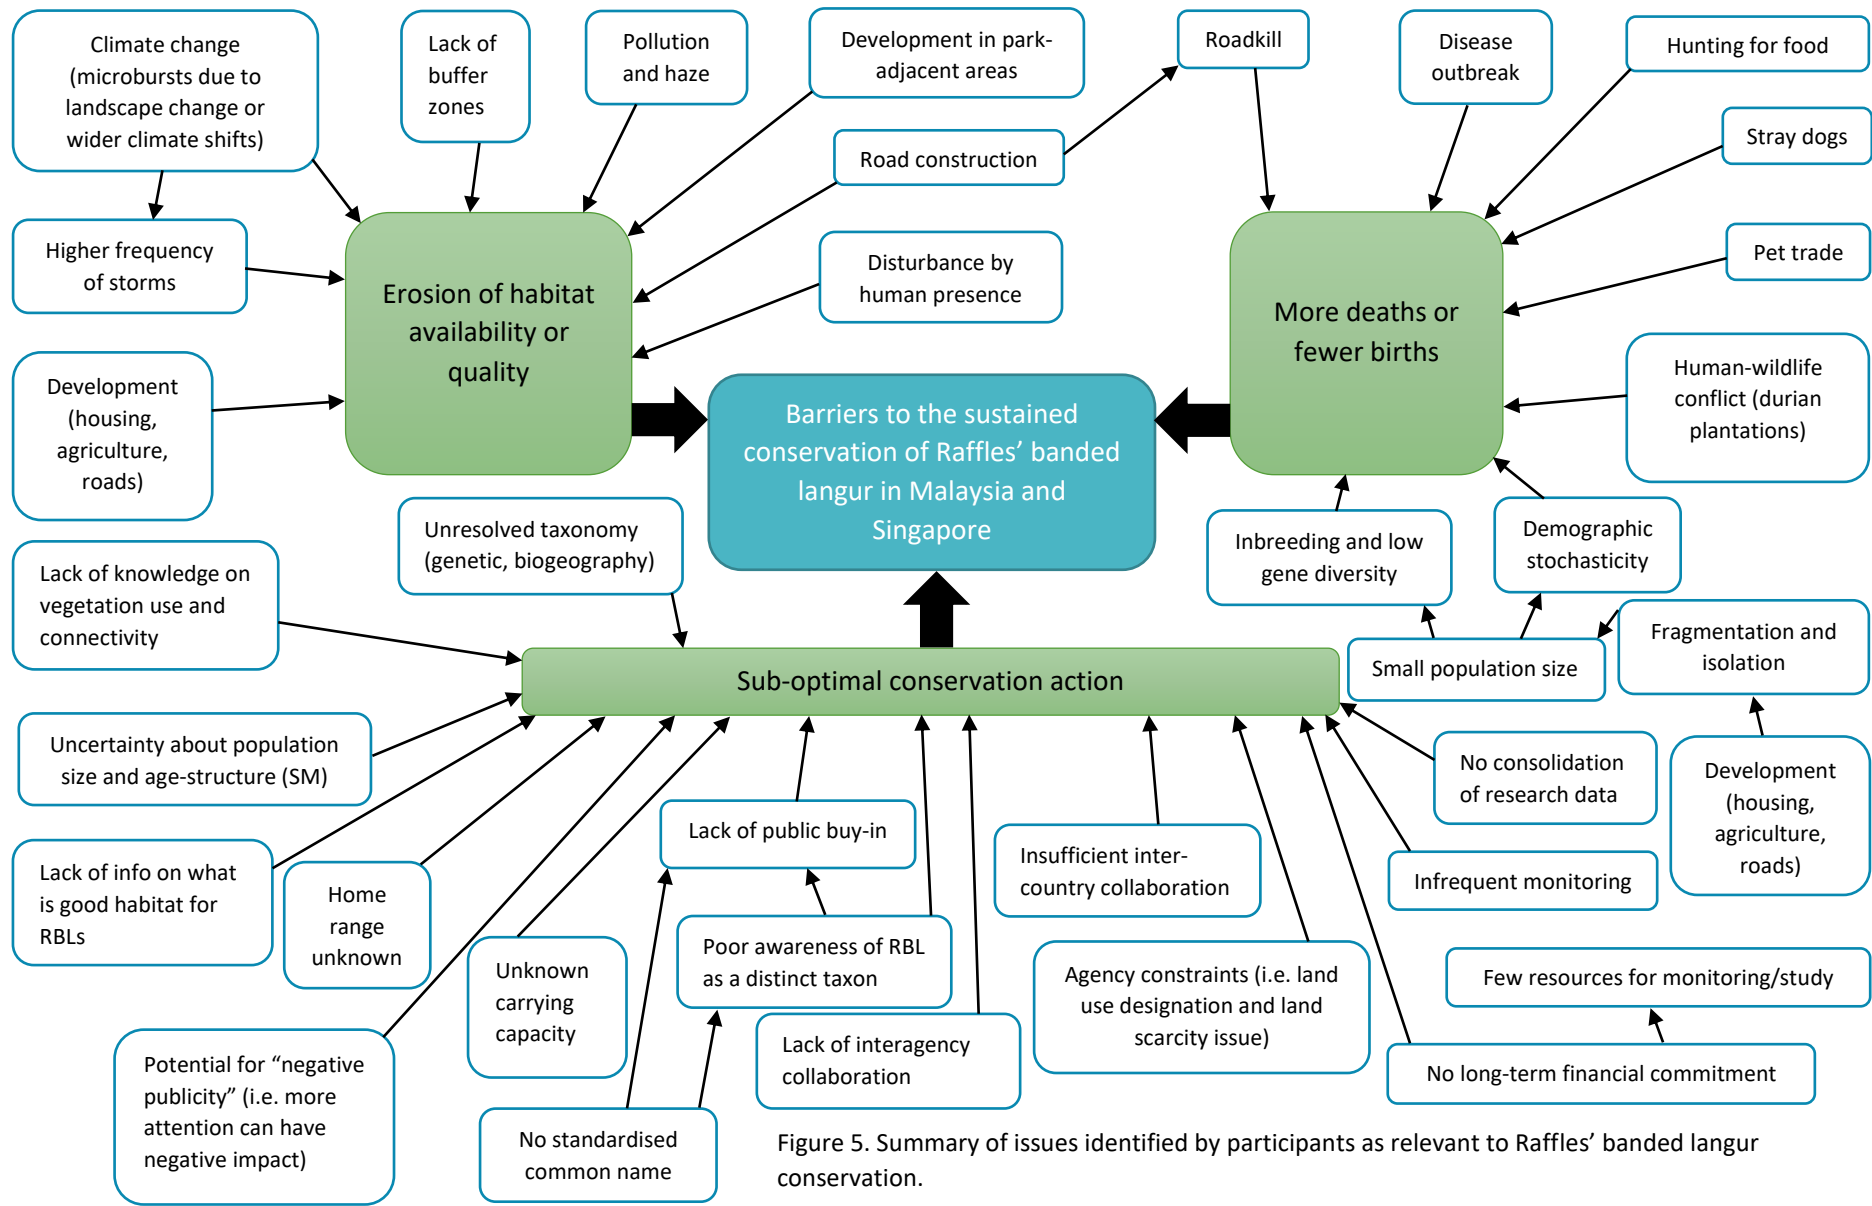 Climate change
(microbursts due to
landscape change or
wider climate shifts)
Lack of
buffer
zones
Pollution
and haze
Development in park-
adjacent areas
Roadkill
Disease
outbreak
Hunting for food
Stray dogs
Road construction
Higher frequency
of storms
Disturbance by
human presence
Pet trade
Erosion of habitat
availability or
quality
More deaths or
fewer births
Development
(housing,
agriculture,
roads)
Human-wildlife
conflict (durian
plantations)
Barriers to the sustained
conservation of Raffles’ banded
langur in Malaysia and
Singapore
Unresolved taxonomy
(genetic, biogeography)
Inbreeding and low
gene diversity
Demographic
stochasticity
Lack of knowledge on
vegetation use and
connectivity
Fragmentation and
isolation
Small population size
Sub-optimal conservation action
Uncertainty about population
size and age-structure (SM)
No consolidation
of research data
Development
(housing,
agriculture,
roads)
Lack of public buy-in
Insufficient inter-
country collaboration
Infrequent monitoring
Lack of info on what
is good habitat for
RBLs
Home
range
unknown
Unknown
carrying
capacity
Poor awareness of RBL
as a distinct taxon
Agency constraints (i.e. land
use designation and land
scarcity issue)
Few resources for monitoring/study
Potential for “negative
publicity” (i.e. more
attention can have
negative impact)
Lack of interagency
collaboration
No long-term financial commitment
No standardised
common name
Figure 5. Summary of issues identified by participants as relevant to Raffles’ banded langur
conservation.